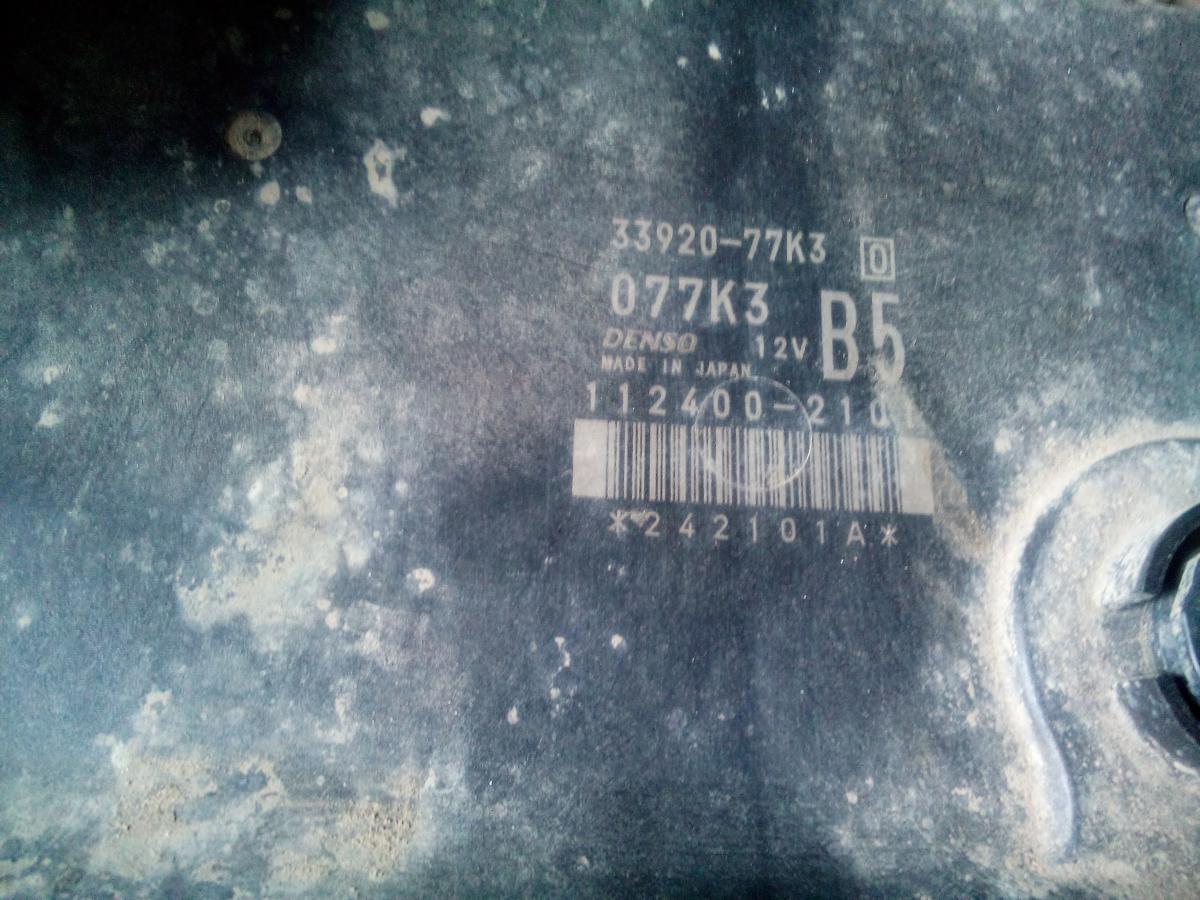 33920-77K3 0
077K3
B5
DENSO 12V
MADE IN JAPAN
112400-210
*242101A*